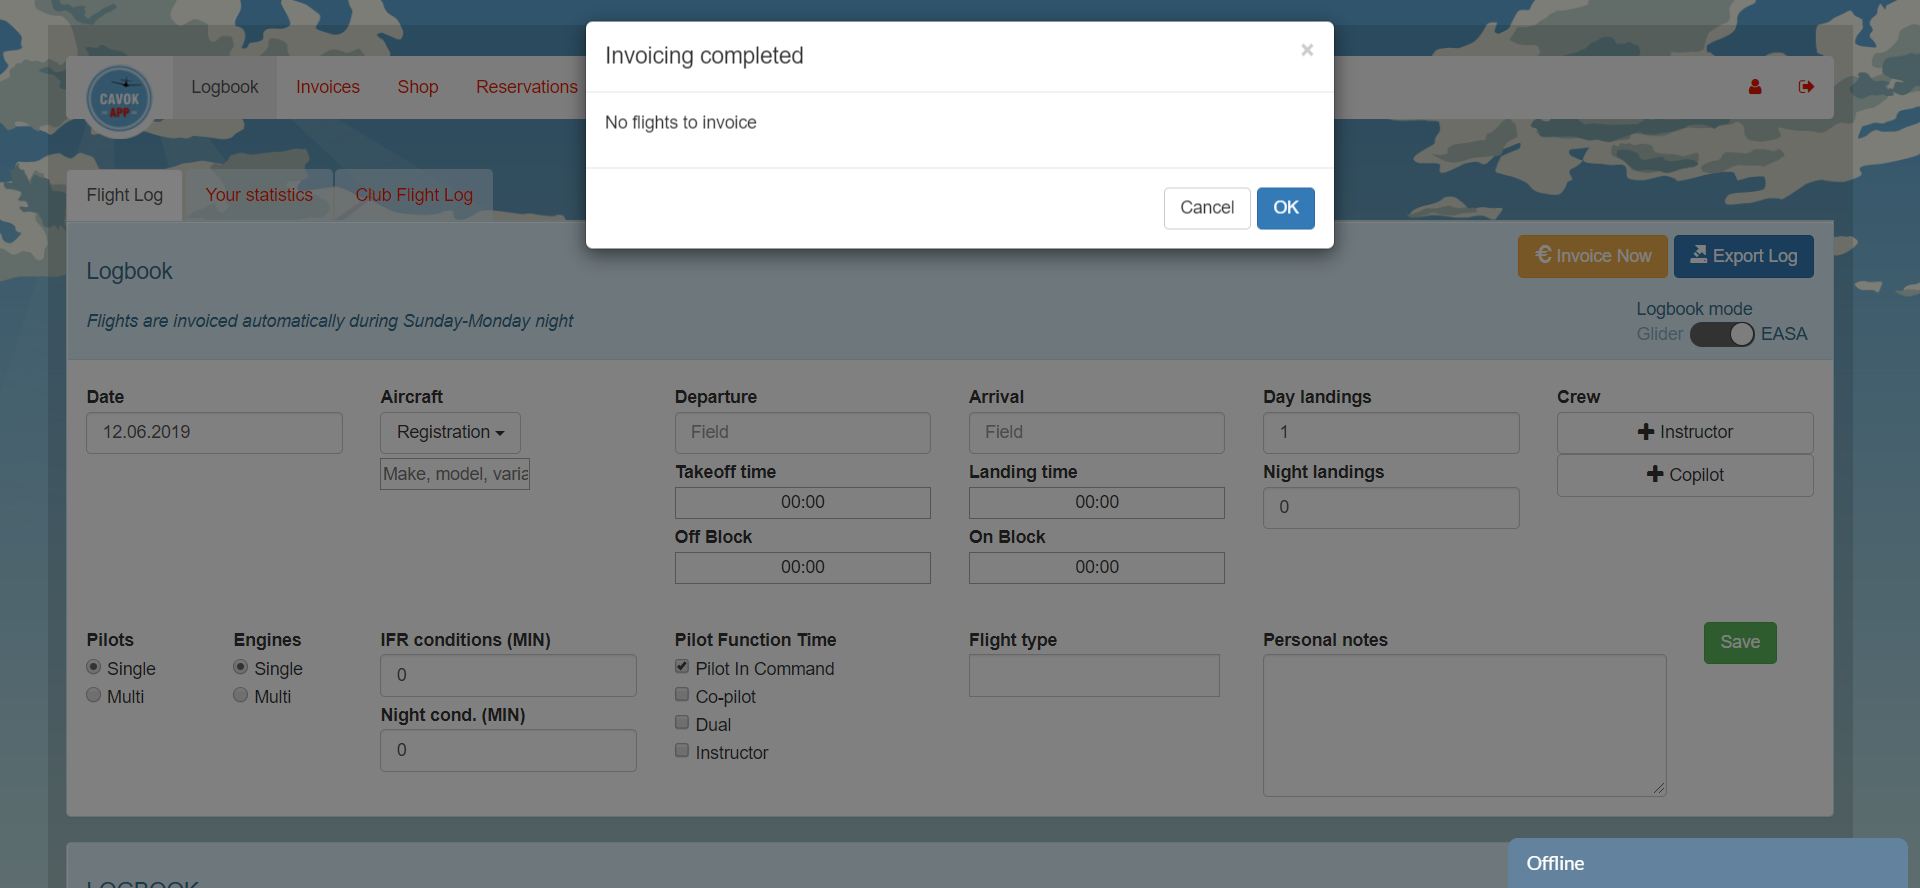 Invoicing completed
×
No flights to invoice
Cancel OK
CAVOK
APP
Logbook Invoices Shop Reservations
Flight Log Your statistics Club Flight Log
Logbook
€ Invoice Now Export Log
Flights are invoiced automatically during Sunday-Monday night
Logbook mode
Glider EASA
Date Aircraft Departure Arrival Day landings Crew
12.06.2019 Registration Field Field 1 Instructor
Make, model, varia Takeoff time Landing time Night landings Copilot
00:00 00:00 0
Off Block On Block
00:00 00:00
Pilots Engines IFR conditions (MIN) Pilot Function Time Flight type Personal notes Save
Single Single 0 Pilot In Command
Multi Multi Co-pilot
Night cond. (MIN) Dual
0 Instructor
LOGBOOK
Offline